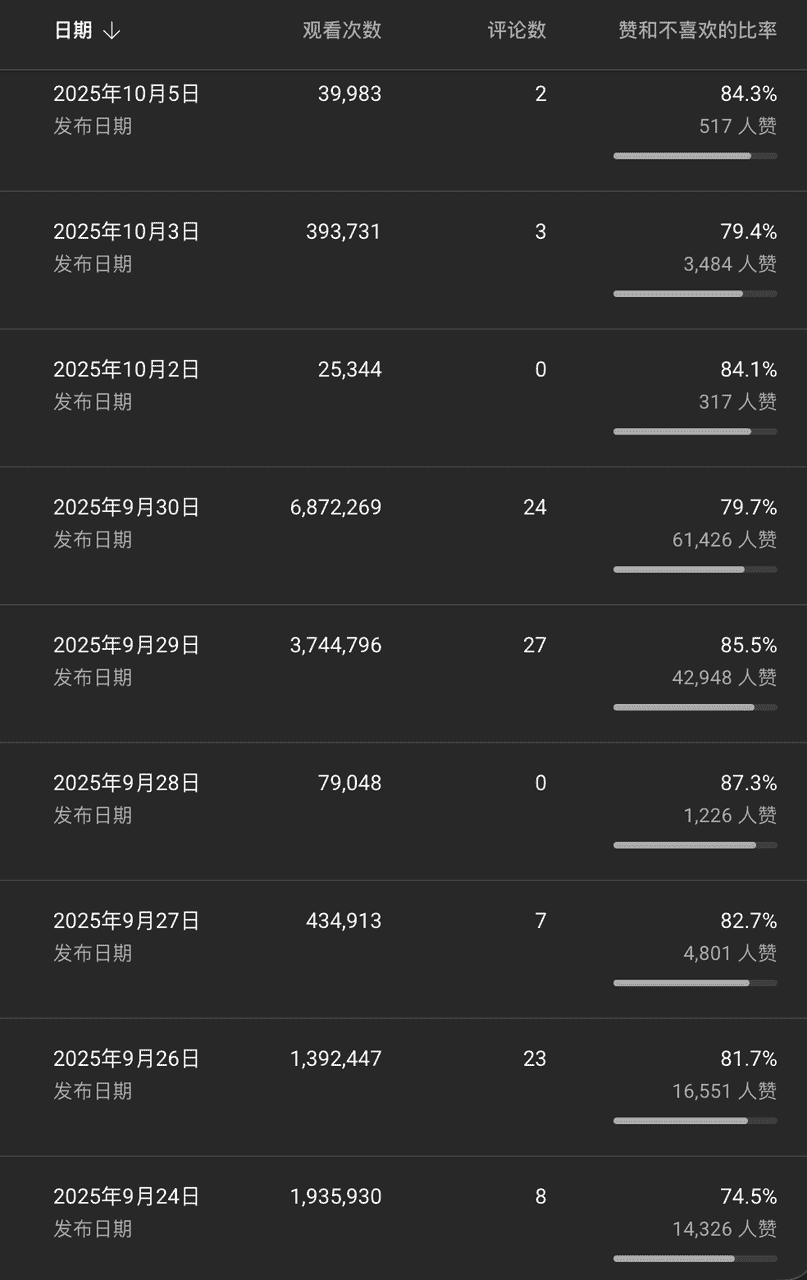 日期 ↓ 观看次数 评论数 赞和不喜欢的比率
2025年10月5日 39,983 2 84.3%
发布日期 517 人赞
2025年10月3日 393,731 3 79.4%
发布日期 3,484 人赞
2025年10月2日 25,344 0 84.1%
发布日期 317 人赞
2025年9月30日 6,872,269 24 79.7%
发布日期 61,426 人赞
2025年9月29日 3,744,796 27 85.5%
发布日期 42,948 人赞
2025年9月28日 79,048 0 87.3%
发布日期 1,226 人赞
2025年9月27日 434,913 7 82.7%
发布日期 4,801 人赞
2025年9月26日 1,392,447 23 81.7%
发布日期 16,551 人赞
2025年9月24日 1,935,930 8 74.5%
发布日期 14,326 人赞